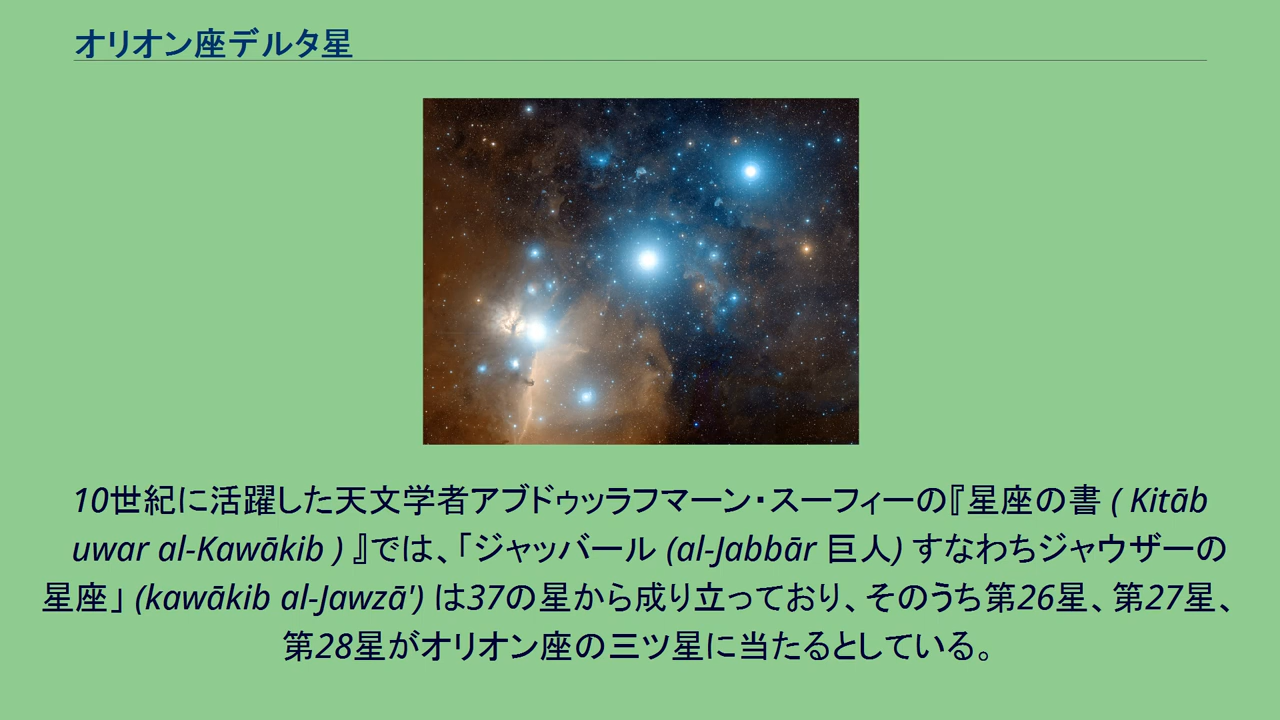 オリオン座デルタ星
10世紀に活躍した天文学者アブドゥッラフマーン・スーフィーの『星座の書 ( Kitāb
uwar al-Kawākib ) 』では、「ジャッバール (al-Jabbār 巨人) すなわちジャウザーの
星座」 (kawākib al-Jawzā') は37の星から成り立っており、そのうち第26星、第27星、
第28星がオリオン座の三ツ星に当たるとしている。